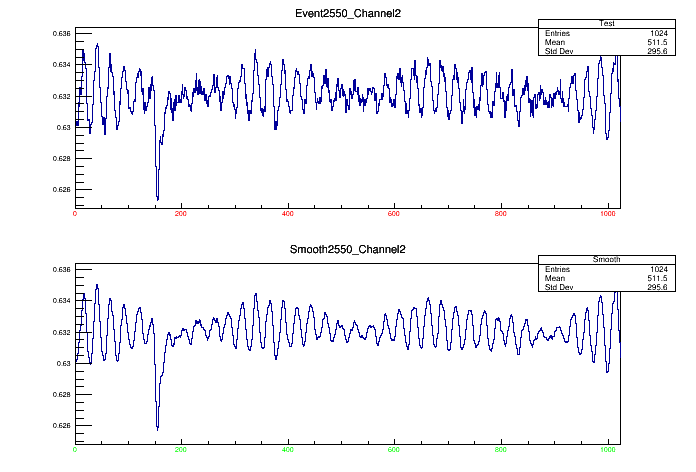 Event2550_Channel2
Test
Entries 1024
Mean 511.5
Std Dev 295.6
0.636
0.634
0.632
0.63
0.628
0.626
0 200 400 600 800 1000
Smooth2550_Channel2
Smooth
Entries 1024
Mean 511.5
Std Dev 295.6
0.636
0.634
0.632
0.63
0.628
0.626
0 200 400 600 800 1000